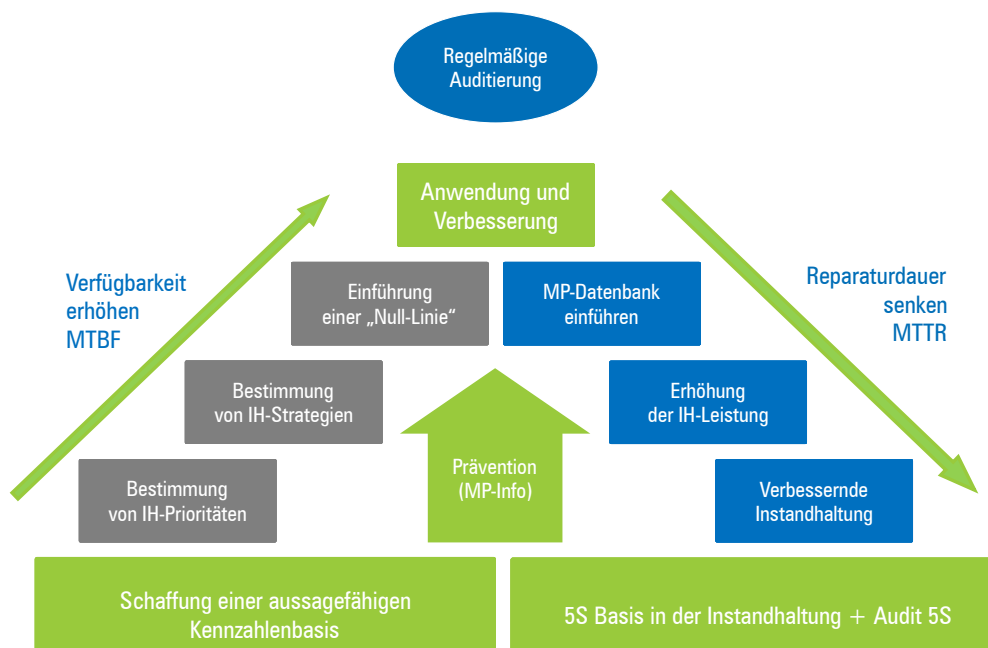 Regelmäßige
Auditierung
Anwendung und
Verbesserung
Verfügbarkeit
erhöhen
MTBF
Einführung
einer „Null-Linie“
MP-Datenbank
einführen
Reparaturdauer
senken
MTTR
Bestimmung
von IH-Strategien
Erhöhung
der IH-Leistung
Bestimmung
von IH-Prioritäten
Prävention
(MP-Info)
Verbessernde
Instandhaltung
Schaffung einer aussagefähigen
Kennzahlenbasis
5S Basis in der Instandhaltung + Audit 5S